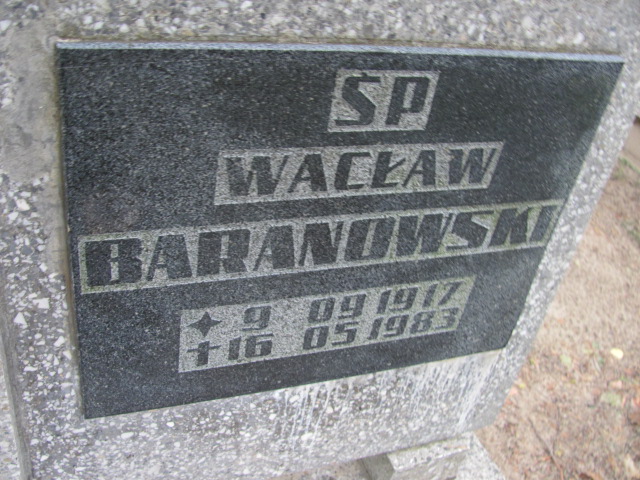 ŚP
WACŁAW
BARANOWSKI
✦ 9 09 1917
✝ 16 05 1983